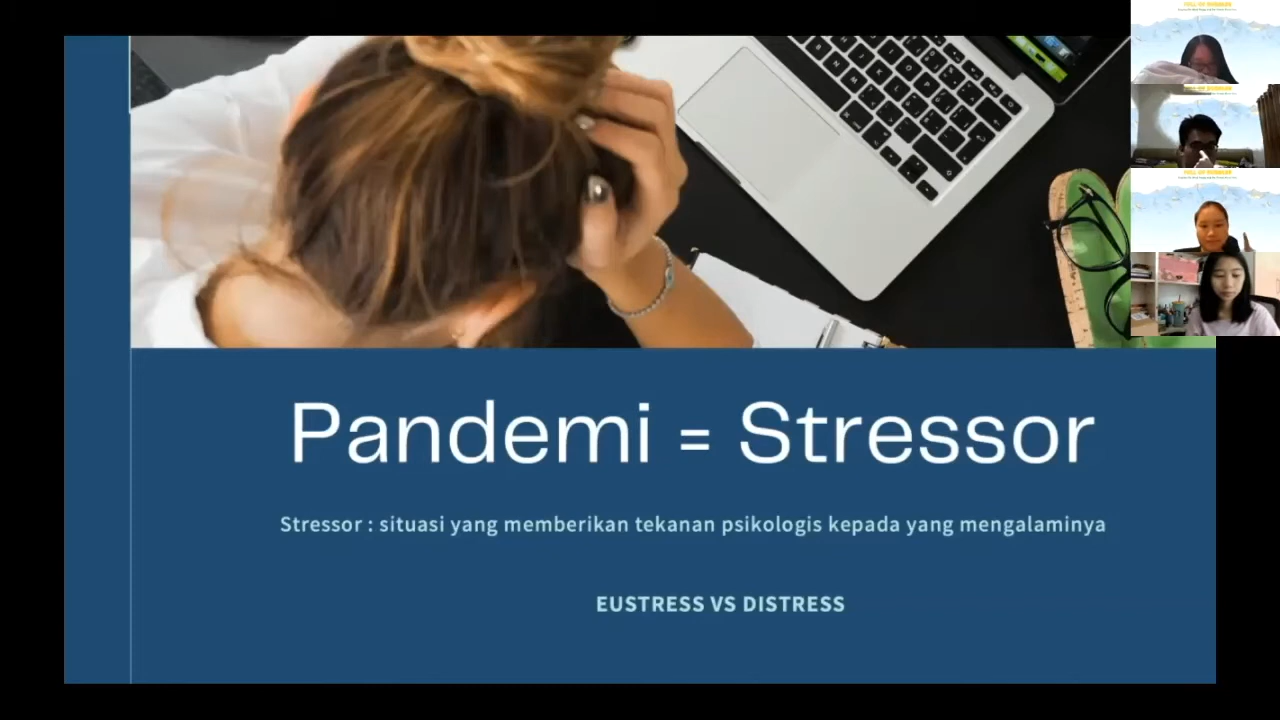 Pandemi = Stressor
Stressor : situasi yang memberikan tekanan psikologis kepada yang mengalaminya
EUSTRESS VS DISTRESS